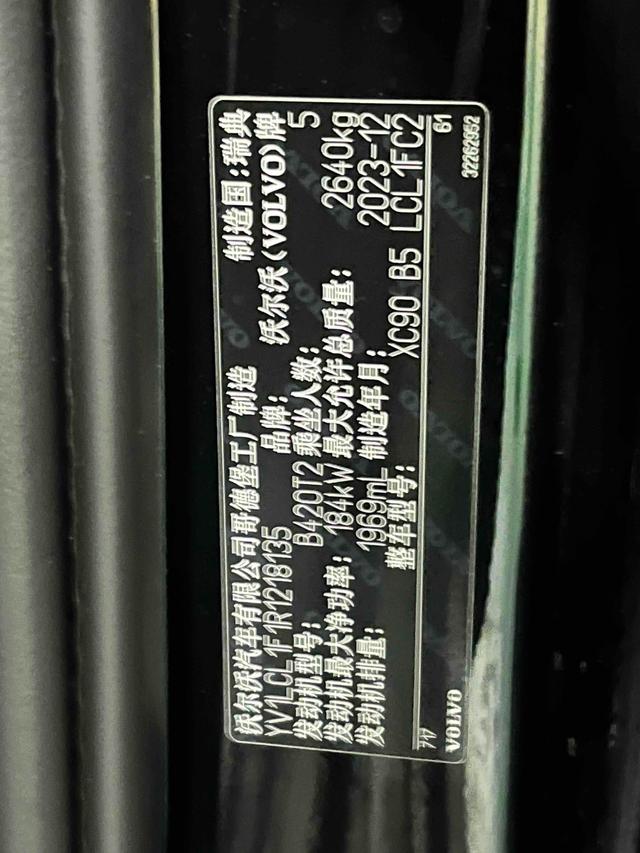 沃尔沃汽车有限公司哥德堡工厂制造 制造国:瑞典
YV1LCL1F1R1218135 品牌: 沃尔沃(VOLVO)牌
发动机型号: B420T2 乘坐人数: 5
发动机最大净功率: 184kW 最大允许总质量: 2640kg
发动机排量: 1969mL 制造年月: 2023-12
整车型号: XC90 B5 LCL1FC2
717 61
VOLVO 32262952